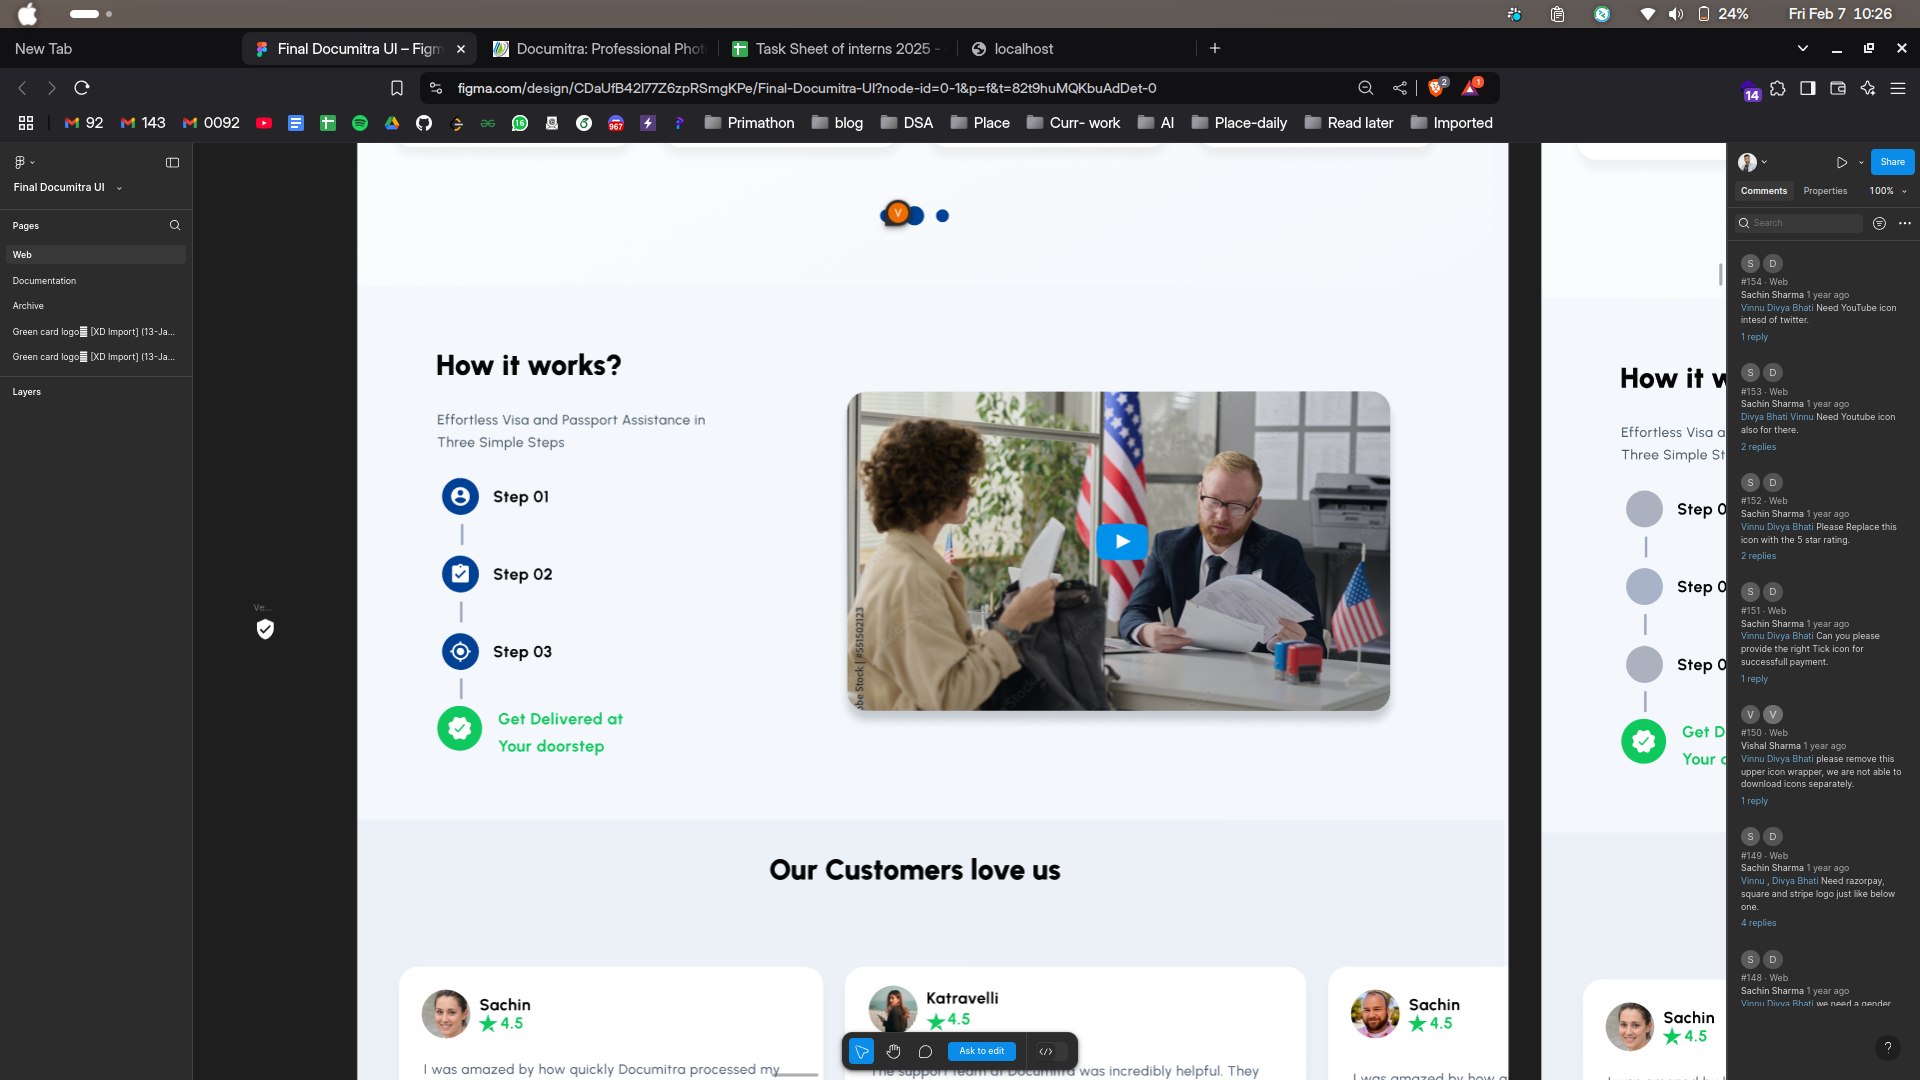 24%
Fri Feb 7 10:26
New Tab
Final Documitra UI – Figm
Documitra: Professional Phot
Task Sheet of interns 2025 -
localhost
figma.com/design/CDaUfB42l77Z6zpRSmgKPe/Final-Documitra-UI?node-id=0-1&p=f&t=82t9huMQKbuAdDet-0
2
1
14
92
143
0092
16
967
Primathon
blog
DSA
Place
Curr- work
AI
Place-daily
Read later
Imported
Final Documitra UI
Pages
Web
Documentation
Archive
Green card logo [XD Import] (13-Ja...
Green card logo [XD Import] (13-Ja...
Layers
Ve...
V
How it works?
Effortless Visa and Passport Assistance in
Three Simple Steps
Step 01
Step 02
Step 03
Get Delivered at
Your doorstep
obe Stock | #551502123
Our Customers love us
Sachin
4.5
I was amazed by how quickly Documitra processed my
Katravelli
4.5
The support team at Documitra was incredibly helpful. They
Sachin
4.5
I was amazed by how a
How it w
Effortless Visa a
Three Simple St
Step 0
Step 0
Step 0
Get D
Your d
Sachin
4.5
Ask to edit
Share
Comments
Properties
100%
Search
S D
#154 · Web
Sachin Sharma 1 year ago
Vinnu Divya Bhati Need YouTube icon
intesd of twitter.
1 reply
S D
#153 · Web
Sachin Sharma 1 year ago
Divya Bhati Vinnu Need Youtube icon
also for there.
2 replies
S D
#152 · Web
Sachin Sharma 1 year ago
Vinnu Divya Bhati Please Replace this
icon with the 5 star rating.
2 replies
S D
#151 · Web
Sachin Sharma 1 year ago
Vinnu Divya Bhati Can you please
provide the right Tick icon for
successfull payment.
1 reply
V V
#150 · Web
Vishal Sharma 1 year ago
Vinnu Divya Bhati please remove this
upper icon wrapper, we are not able to
download icons separately.
1 reply
S D
#149 · Web
Sachin Sharma 1 year ago
Vinnu , Divya Bhati Need razorpay,
square and stripe logo just like below
one.
4 replies
S D
#148 · Web
Sachin Sharma 1 year ago
Vinnu Divya Bhati we need a gender
?